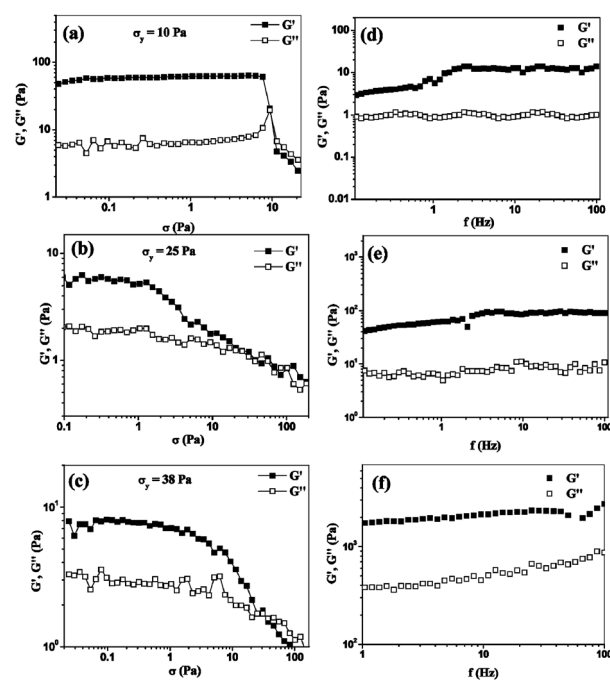 (a)
σy = 10 Pa
G'
G''
G', G'' (Pa)
100
10
1
0.1
1
10
σ (Pa)
(d)
G'
G''
G', G'' (Pa)
100
10
1
0.1
0.01
1
10
100
f (Hz)
(b)
σy = 25 Pa
G'
G''
G', G'' (Pa)
10
1
0.1
1
10
100
σ (Pa)
(e)
G'
G''
G', G'' (Pa)
10²
10²
10¹
10⁰
1
10
100
f (Hz)
(c)
σy = 38 Pa
G'
G''
G', G'' (Pa)
10¹
10⁰
0.1
1
10
100
σ (Pa)
(f)
G'
G''
G', G'' (Pa)
10³
10²
1
10
100
f (Hz)